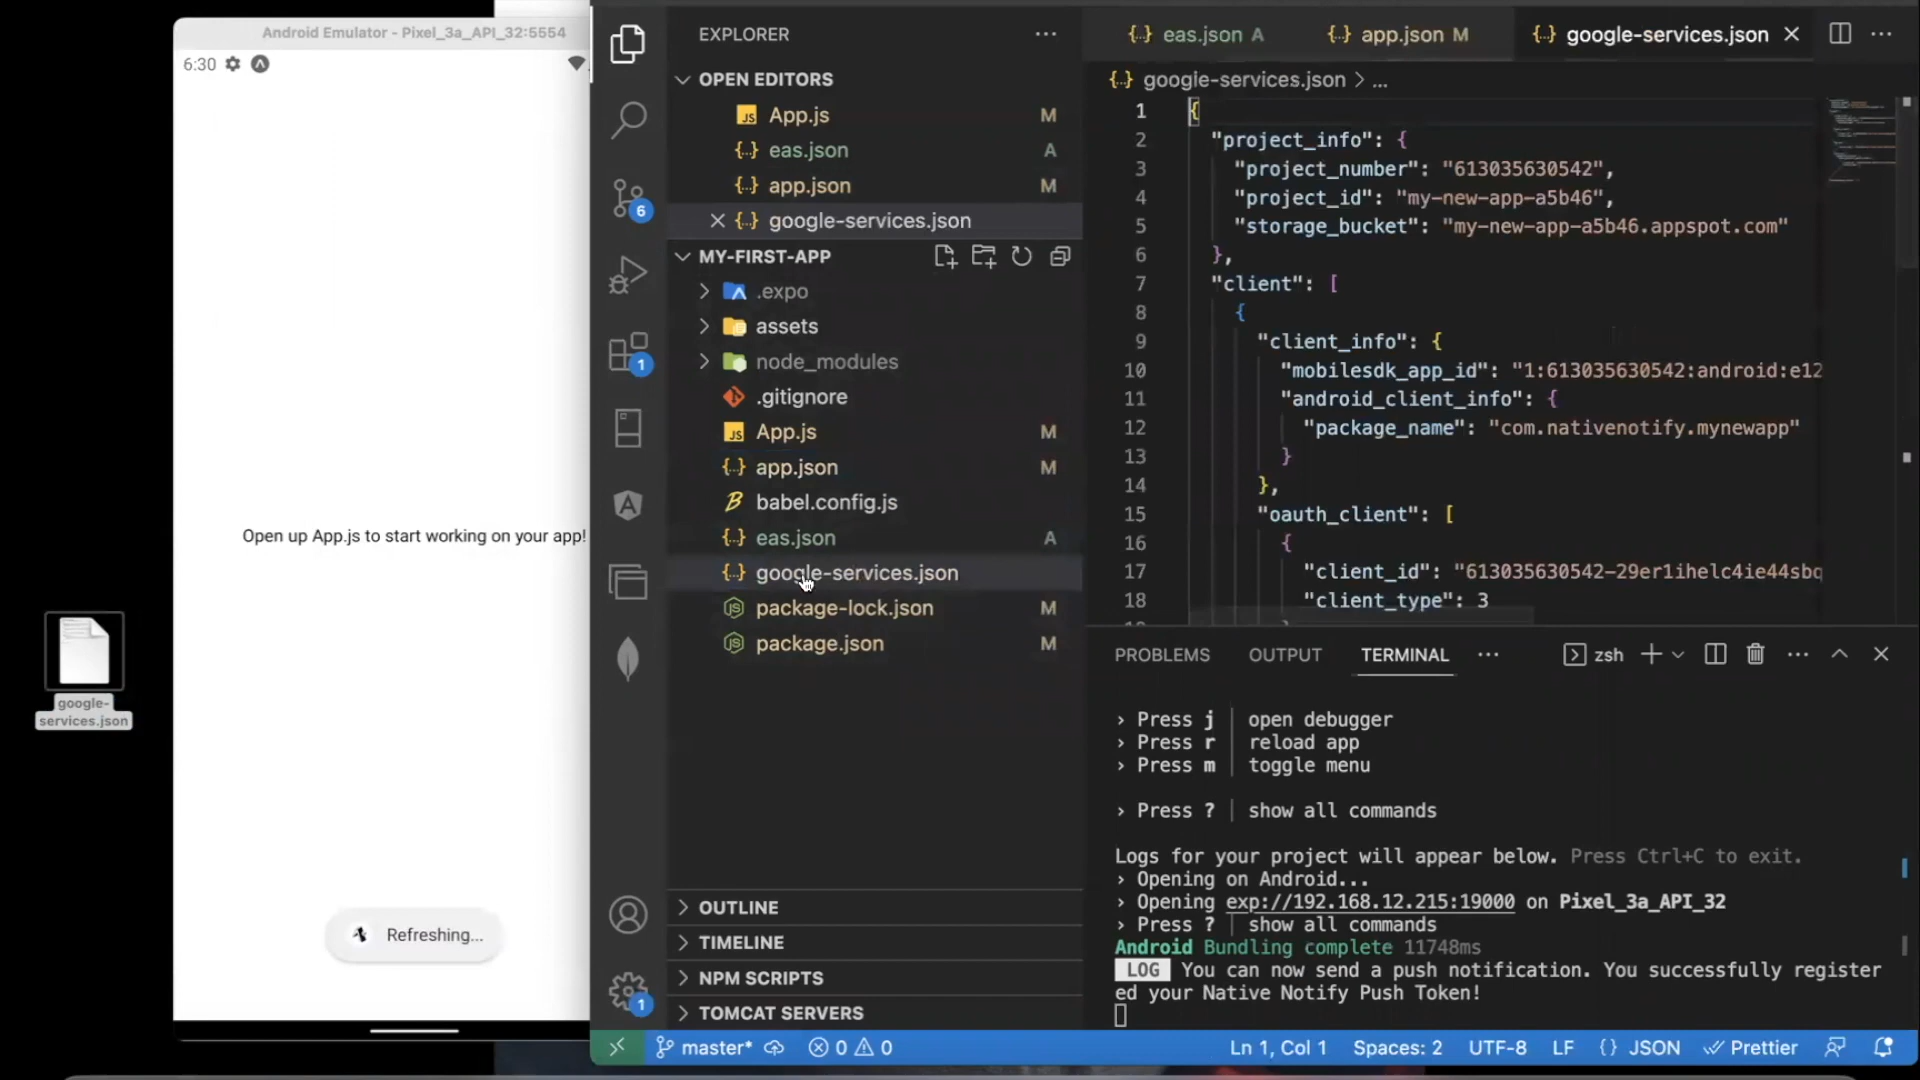 Android Emulator - Pixel_3a_API_32:5554
6:30
Open up App.js to start working on your app!
Refreshing...
google-
services.json
EXPLORER
OPEN EDITORS
App.js M
eas.json A
app.json M
google-services.json
MY-FIRST-APP
.expo
assets
node_modules
.gitignore
App.js M
app.json M
babel.config.js
eas.json A
google-services.json
package-lock.json M
package.json M
OUTLINE
TIMELINE
NPM SCRIPTS
TOMCAT SERVERS
6
1
1
eas.json A
app.json M
google-services.json
google-services.json > ...
1 {
2 "project_info": {
3 "project_number": "613035630542",
4 "project_id": "my-new-app-a5b46",
5 "storage_bucket": "my-new-app-a5b46.appspot.com"
6 },
7 "client": [
8 {
9 "client_info": {
10 "mobilesdk_app_id": "1:613035630542:android:e12
11 "android_client_info": {
12 "package_name": "com.nativenotify.mynewapp"
13 }
14 },
15 "oauth_client": [
16 {
17 "client_id": "613035630542-29er1ihelc4ie44sbq
18 "client_type": 3
PROBLEMS OUTPUT TERMINAL ... zsh
› Press j | open debugger
› Press r | reload app
› Press m | toggle menu
› Press ? | show all commands
Logs for your project will appear below. Press Ctrl+C to exit.
› Opening on Android...
› Opening exp://192.168.12.215:19000 on Pixel_3a_API_32
› Press ? | show all commands
Android Bundling complete 11748ms
LOG You can now send a push notification. You successfully register
ed your Native Notify Push Token!
master* 0 0 Ln 1, Col 1 Spaces: 2 UTF-8 LF {} JSON Prettier